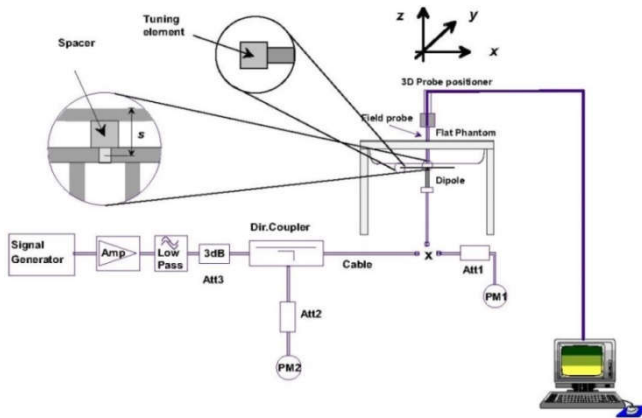 Tuning
element
Spacer
s
z
y
x
3D Probe positioner
Field probe
Flat Phantom
Dipole
Signal
Generator
Amp
Low
Pass
3dB
Att3
Dir.Coupler
Cable
x
Att1
PM1
Att2
PM2